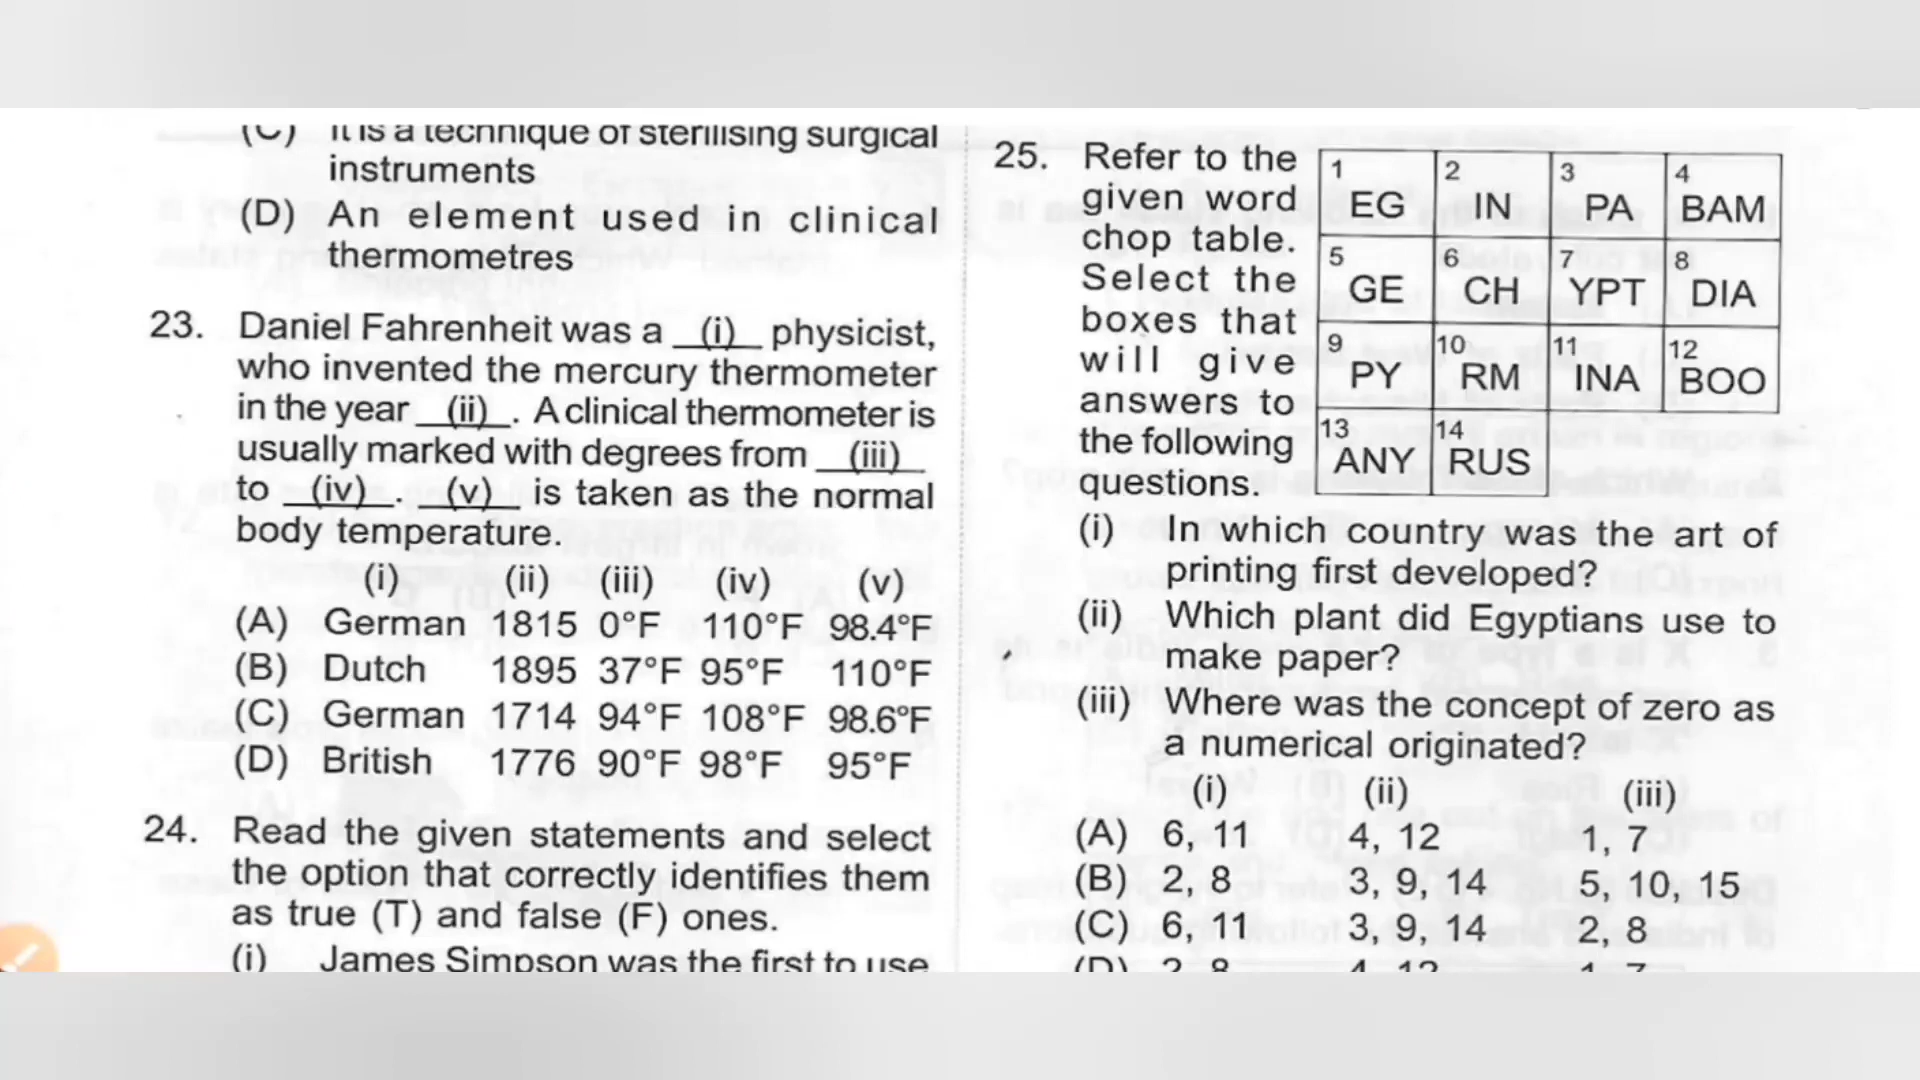 (C) It is a technique of sterilising surgical
instruments
(D) An element used in clinical
thermometres
23. Daniel Fahrenheit was a (i) physicist,
who invented the mercury thermometer
in the year (ii) . A clinical thermometer is
usually marked with degrees from (iii)
to (iv) . (v) is taken as the normal
body temperature.
(i) (ii) (iii) (iv) (v)
(A) German 1815 0°F 110°F 98.4°F
(B) Dutch 1895 37°F 95°F 110°F
(C) German 1714 94°F 108°F 98.6°F
(D) British 1776 90°F 98°F 95°F
24. Read the given statements and select
the option that correctly identifies them
as true (T) and false (F) ones.
(i) James Simpson was the first to use
25. Refer to the
given word
chop table.
Select the
boxes that
will give
answers to
the following
questions.
1 EG 2 IN 3 PA 4 BAM
5 GE 6 CH 7 YPT 8 DIA
9 PY 10 RM 11 INA 12 BOO
13 ANY 14 RUS
(i) In which country was the art of
printing first developed?
(ii) Which plant did Egyptians use to
make paper?
(iii) Where was the concept of zero as
a numerical originated?
(i) (ii) (iii)
(A) 6, 11 4, 12 1, 7
(B) 2, 8 3, 9, 14 5, 10, 15
(C) 6, 11 3, 9, 14 2, 8
(D) 2, 8 4, 12 1, 7